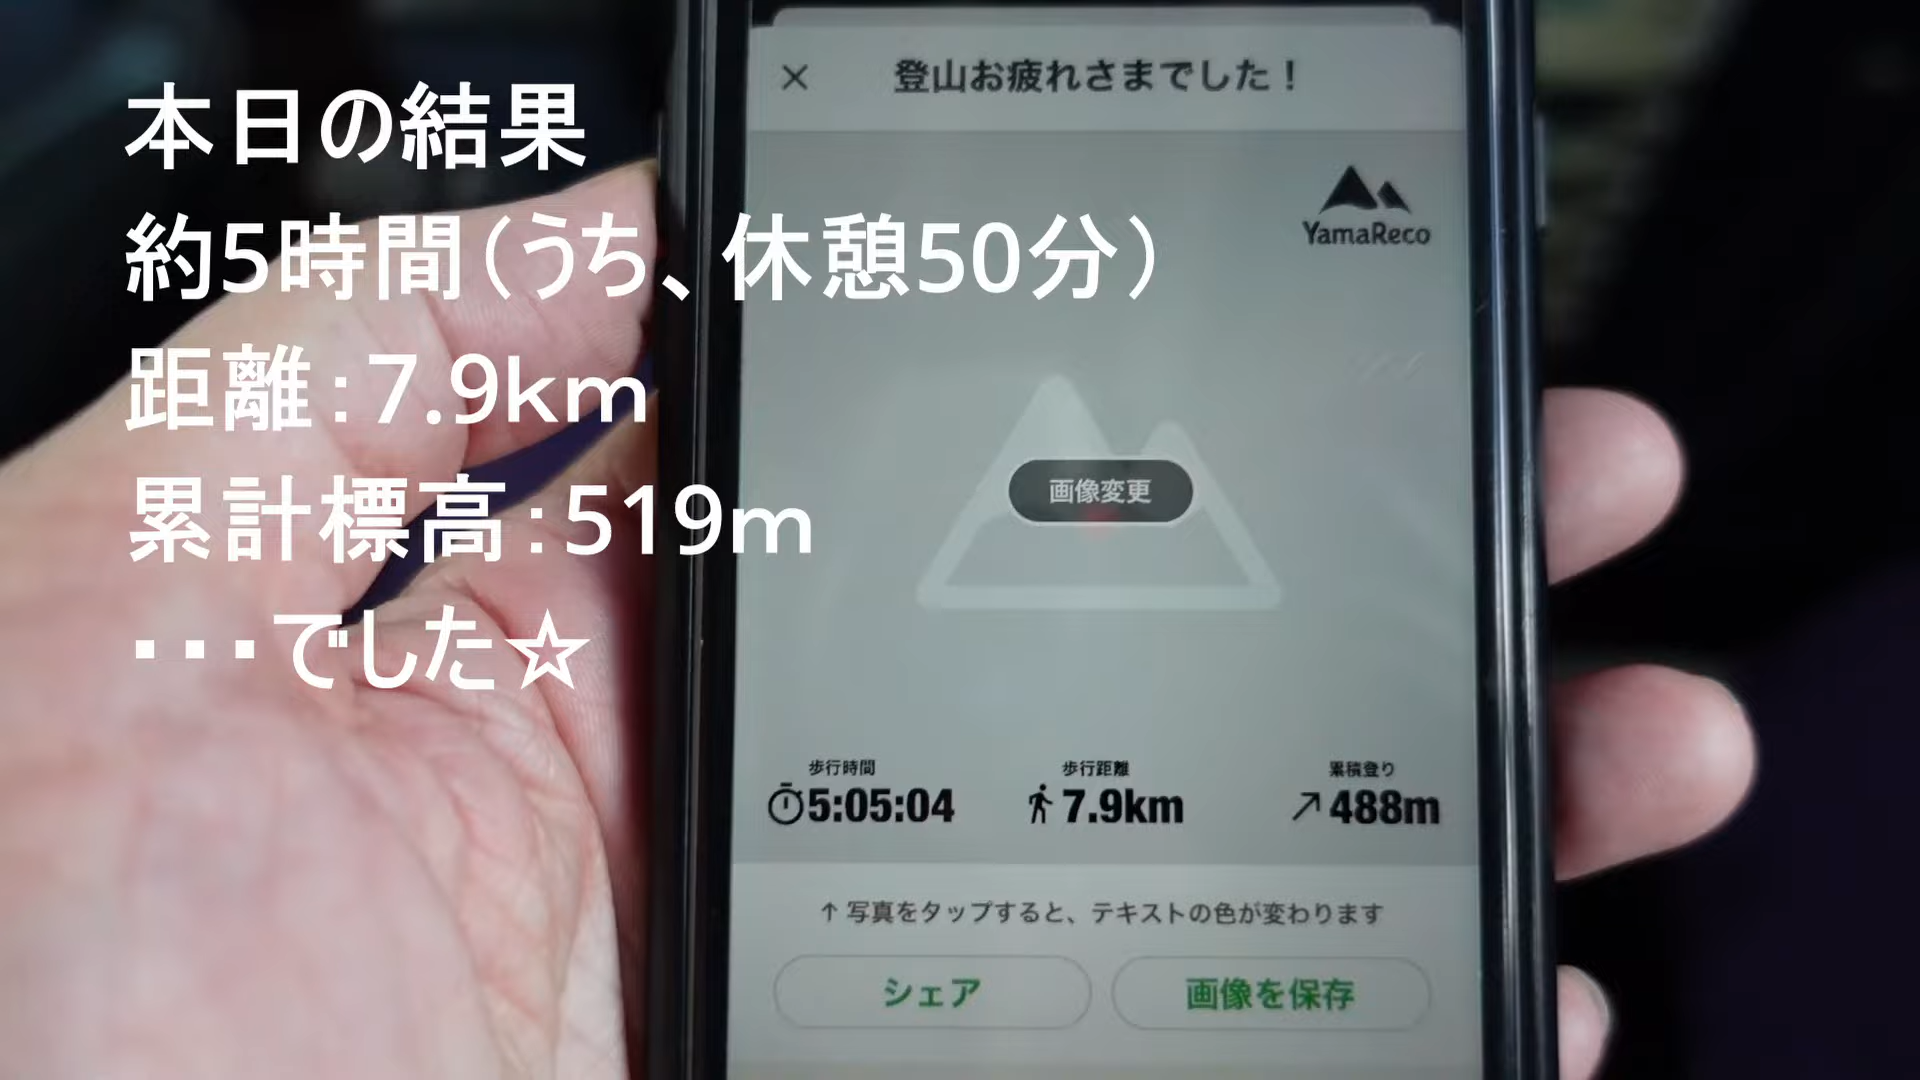 本日の結果
約5時間(うち、休憩50分)
距離:7.9km
累計標高:519m
・・・でした☆
× 登山お疲れさまでした!
YamaReco
画像変更
歩行時間 歩行距離 累積登り
5:05:04 7.9km 488m
↑写真をタップすると、テキストの色が変わります
シェア 画像を保存